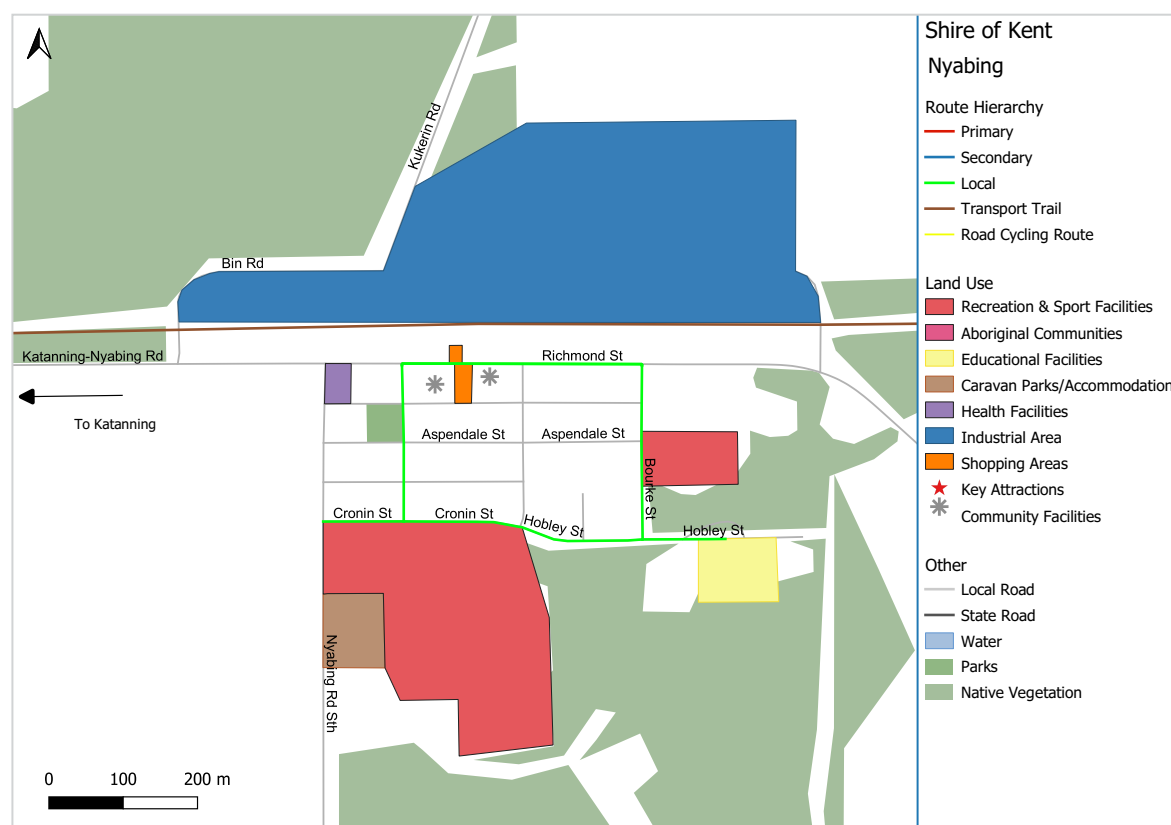 Shire of Kent
Nyabing
Route Hierarchy
Primary
Secondary
Local
Transport Trail
Road Cycling Route
Land Use
Recreation & Sport Facilities
Aboriginal Communities
Educational Facilities
Caravan Parks/Accommodation
Health Facilities
Industrial Area
Shopping Areas
Key Attractions
Community Facilities
Other
Local Road
State Road
Water
Parks
Native Vegetation
Kukerin Rd
Bin Rd
Katanning-Nyabing Rd
Richmond St
To Katanning
Aspendale St
Aspendale St
Bourke St
Cronin St
Cronin St
Hobley St
Hobley St
Nyabing Rd Sth
0 100 200 m